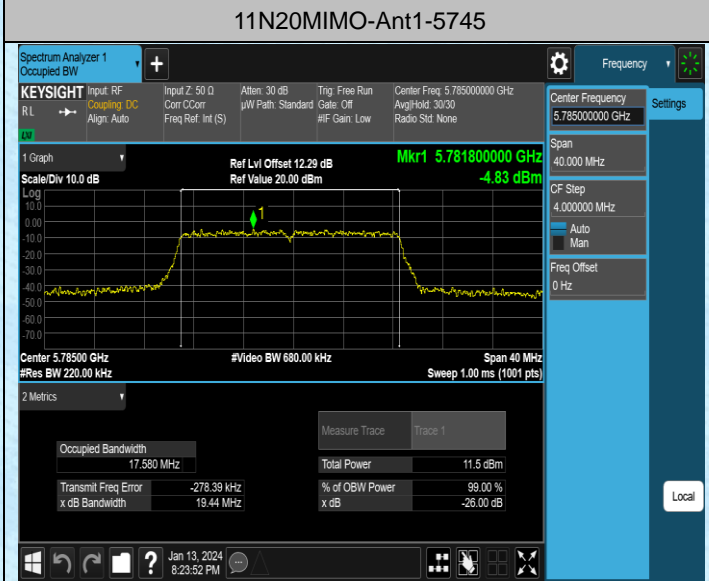 11N20MIMO-Ant1-5745
Spectrum Analyzer 1
Occupied BW
Frequency
KEYSIGHT
RL
Input: RF
Coupling: DC
Align: Auto
Input Z: 50 Ω
Corr CCorr
Freq Ref: Int (S)
Atten: 30 dB
µW Path: Standard
Trig: Free Run
Gate: Off
#IF Gain: Low
Center Freq: 5.785000000 GHz
Avg|Hold: 30/30
Radio Std: None
Center Frequency
5.785000000 GHz
Settings
Span
40.000 MHz
CF Step
4.000000 MHz
Auto
Man
Freq Offset
0 Hz
1 Graph
Scale/Div 10.0 dB
Ref Lvl Offset 12.29 dB
Ref Value 20.00 dBm
Mkr1 5.781800000 GHz
-4.83 dBm
Log
10.0
0.00
-10.0
-20.0
-30.0
-40.0
-50.0
-60.0
-70.0
1
Center 5.78500 GHz
#Video BW 680.00 kHz
Span 40 MHz
#Res BW 220.00 kHz
Sweep 1.00 ms (1001 pts)
2 Metrics
Measure Trace
Trace 1
Occupied Bandwidth
17.580 MHz
Total Power
11.5 dBm
Transmit Freq Error
-278.39 kHz
% of OBW Power
99.00 %
x dB Bandwidth
19.44 MHz
x dB
-26.00 dB
Local
?
Jan 13, 2024
8:23:52 PM